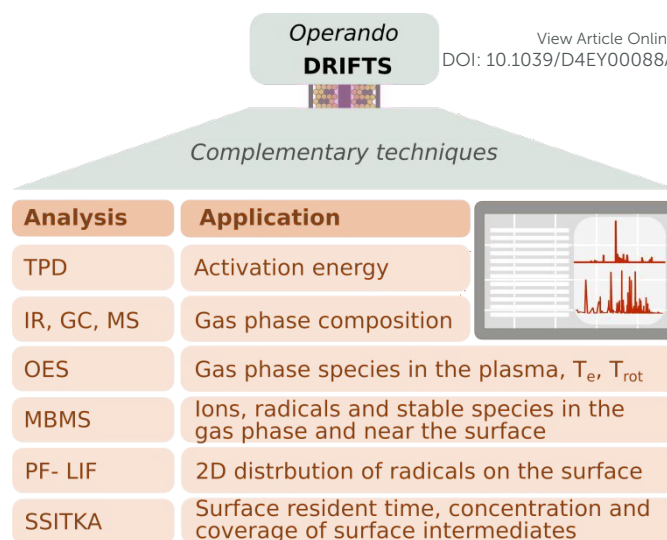 Operando
DRIFTS
View Article Onlin
DOI: 10.1039/D4EY00088A
Complementary techniques
Analysis Application
TPD Activation energy
IR, GC, MS Gas phase composition
OES Gas phase species in the plasma, Te, Trot
MBMS Ions, radicals and stable species in the
gas phase and near the surface
PF- LIF 2D distrbution of radicals on the surface
SSITKA Surface resident time, concentration and
coverage of surface intermediates